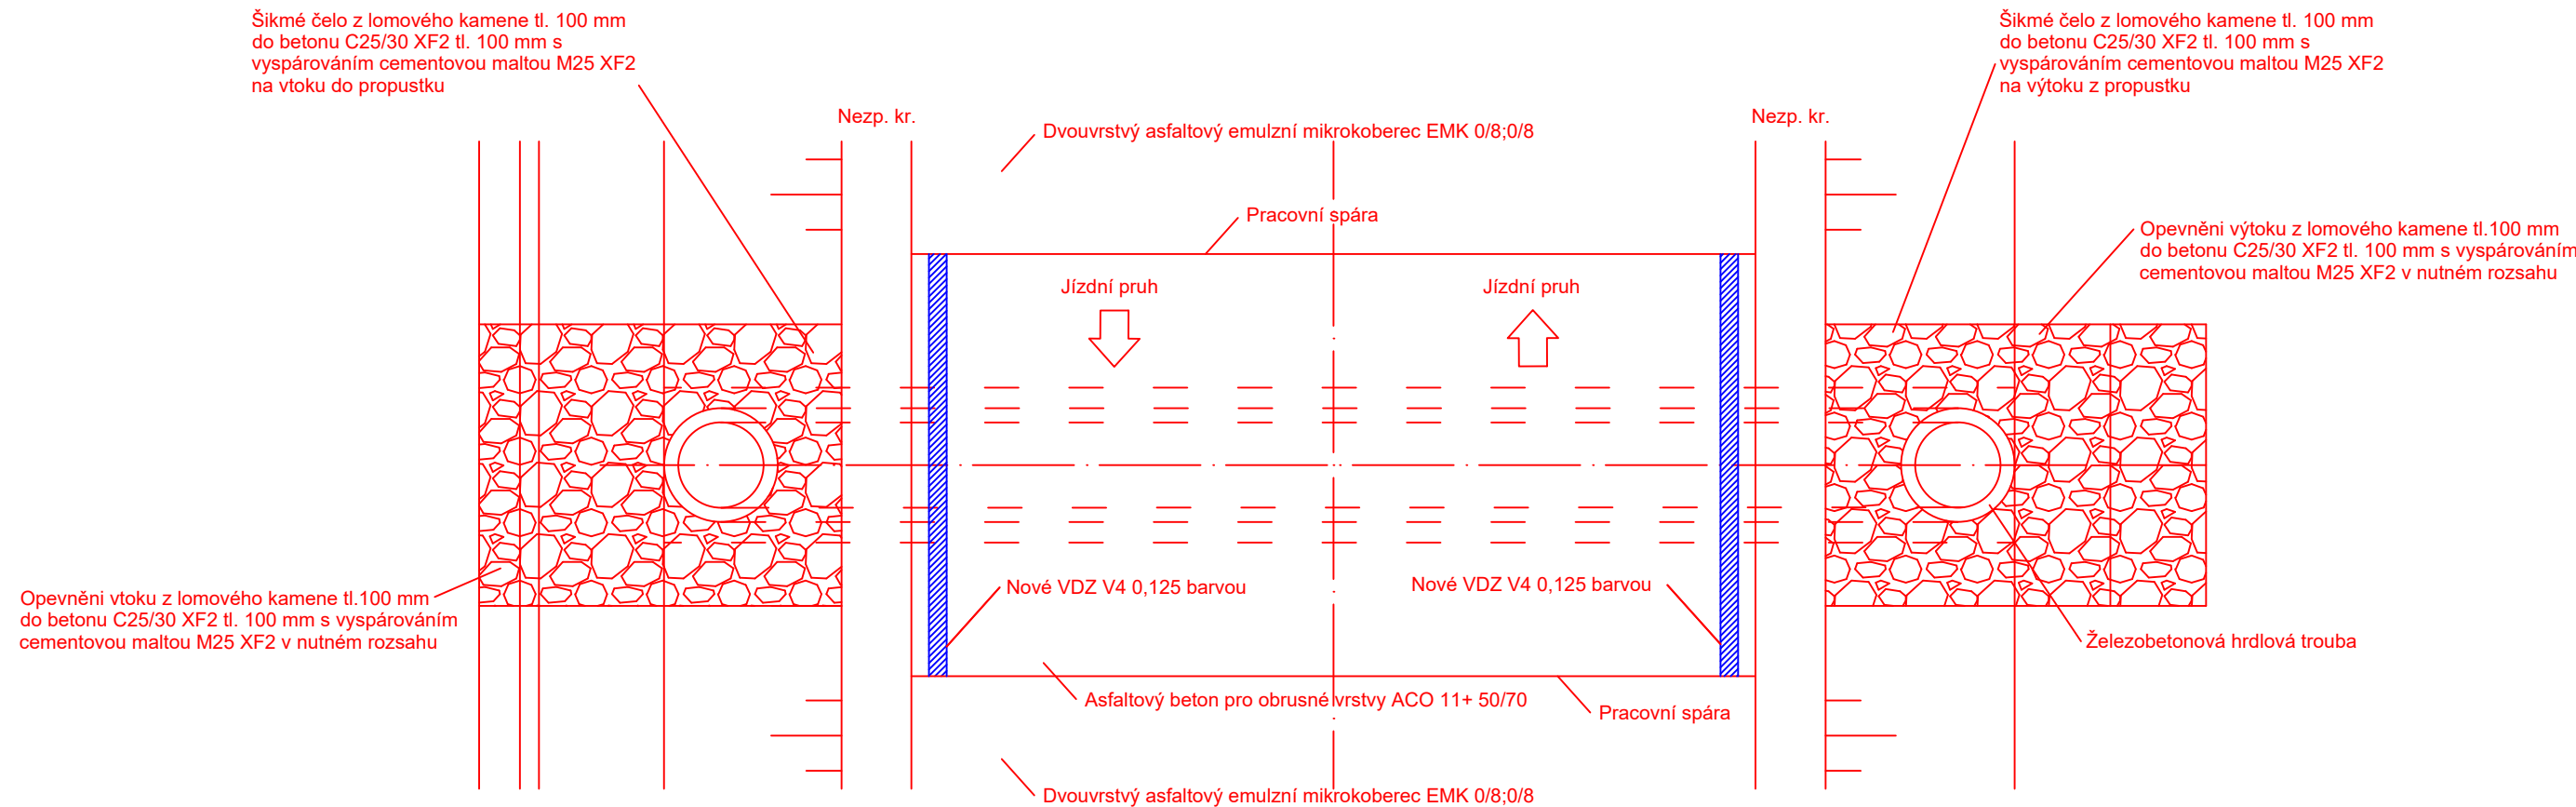 Šikmé čelo z lomového kamene tl. 100 mm
do betonu C25/30 XF2 tl. 100 mm s
vyspárováním cementovou maltou M25 XF2
na vtoku do propustku
Šikmé čelo z lomového kamene tl. 100 mm
do betonu C25/30 XF2 tl. 100 mm s
vyspárováním cementovou maltou M25 XF2
na výtoku z propustku
Nezp. kr.
Dvouvrstvý asfaltový emulzní mikrokoberec EMK 0/8;0/8
Nezp. kr.
Pracovní spára
Opevněni výtoku z lomového kamene tl.100 mm
do betonu C25/30 XF2 tl. 100 mm s vyspárováním
cementovou maltou M25 XF2 v nutném rozsahu
Jízdní pruh
Jízdní pruh
Nové VDZ V4 0,125 barvou
Nové VDZ V4 0,125 barvou
Opevněni vtoku z lomového kamene tl.100 mm
do betonu C25/30 XF2 tl. 100 mm s vyspárováním
cementovou maltou M25 XF2 v nutném rozsahu
Železobetonová hrdlová trouba
Asfaltový beton pro obrusné vrstvy ACO 11+ 50/70
Pracovní spára
Dvouvrstvý asfaltový emulzní mikrokoberec EMK 0/8;0/8